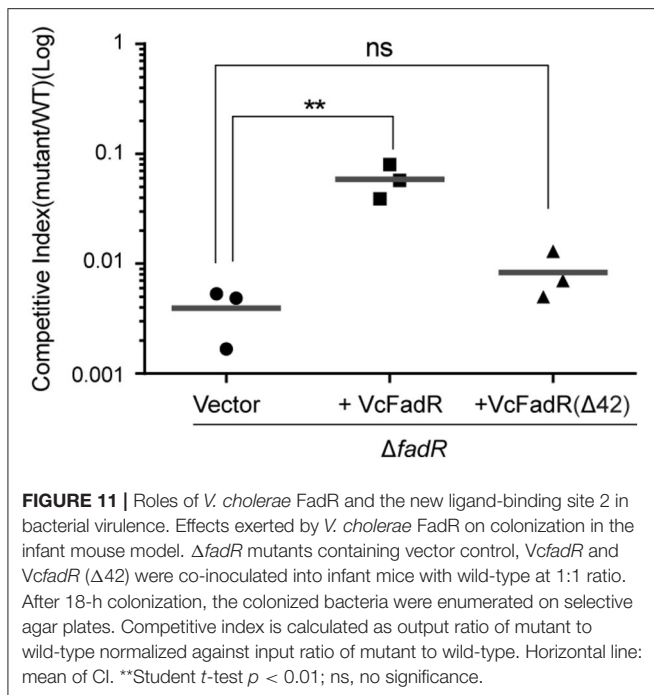 ns
**
1
0.1
0.01
0.001
Competitive Index(mutant/WT)(Log)
Vector + VcFadR +VcFadR(Δ42)
ΔfadR
FIGURE 11 | Roles of V. cholerae FadR and the new ligand-binding site 2 in
bacterial virulence. Effects exerted by V. cholerae FadR on colonization in the
infant mouse model. ΔfadR mutants containing vector control, VcfadR and
VcfadR (Δ42) were co-inoculated into infant mice with wild-type at 1:1 ratio.
After 18-h colonization, the colonized bacteria were enumerated on selective
agar plates. Competitive index is calculated as output ratio of mutant to
wild-type normalized against input ratio of mutant to wild-type. Horizontal line:
mean of CI. **Student t-test p < 0.01; ns, no significance.